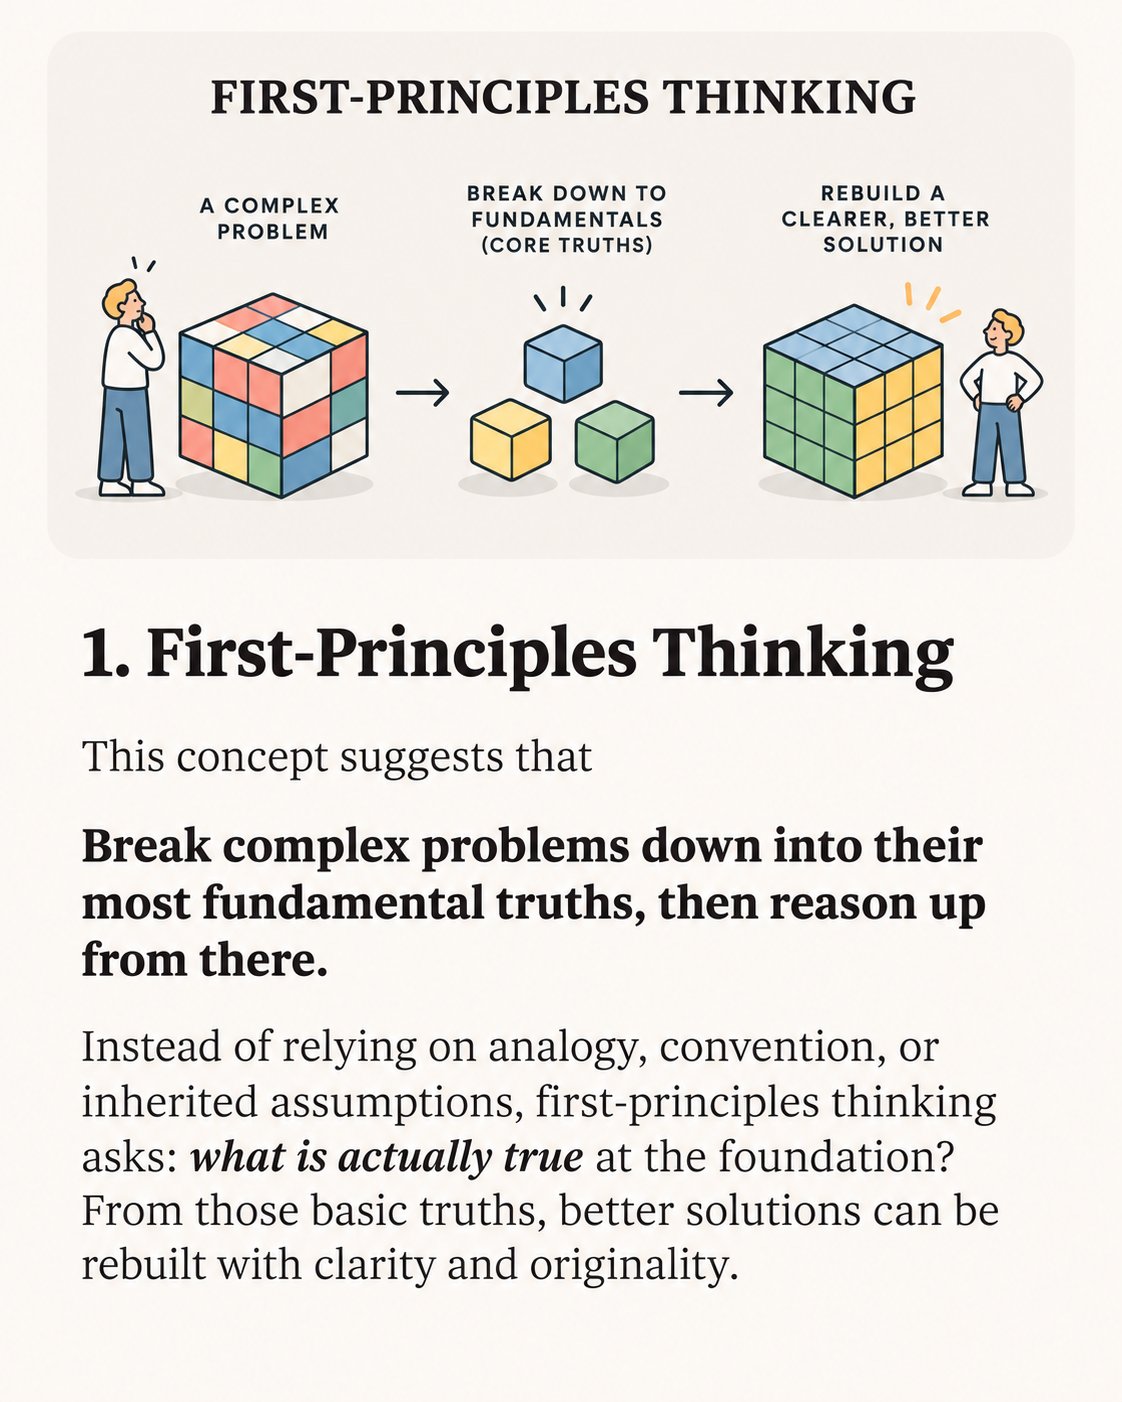 FIRST-PRINCIPLES THINKING
A COMPLEX
PROBLEM
BREAK DOWN TO
FUNDAMENTALS
(CORE TRUTHS)
REBUILD A
CLEARER, BETTER
SOLUTION
1. First-Principles Thinking
This concept suggests that
Break complex problems down into their
most fundamental truths, then reason up
from there.
Instead of relying on analogy, convention, or
inherited assumptions, first-principles thinking
asks: what is actually true at the foundation?
From those basic truths, better solutions can be
rebuilt with clarity and originality.